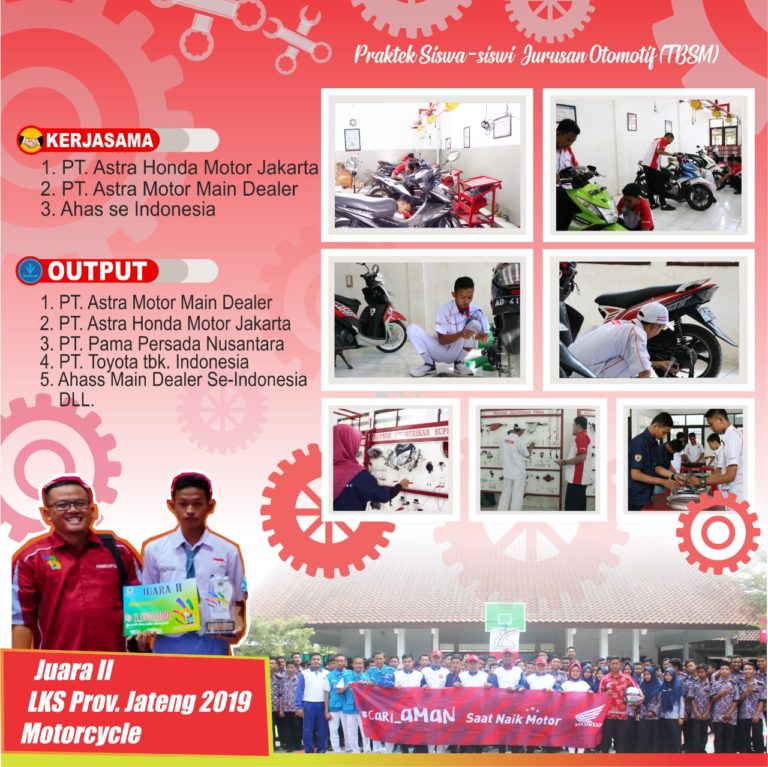 Praktek Siswa-siswi Jurusan Otomotif (TBSM)
KERJASAMA
1. PT. Astra Honda Motor Jakarta
2. PT. Astra Motor Main Dealer
3. Ahas se Indonesia
OUTPUT
1. PT. Astra Motor Main Dealer
2. PT. Astra Honda Motor Jakarta
3. PT. Pama Persada Nusantara
4. PT. Toyota tbk. Indonesia
5. Ahass Main Dealer Se-Indonesia
DLL.
JUARA II
Juara II
LKS Prov. Jateng 2019
Motorcycle
#CARI_AMAN Saat Naik Motor
HONDA